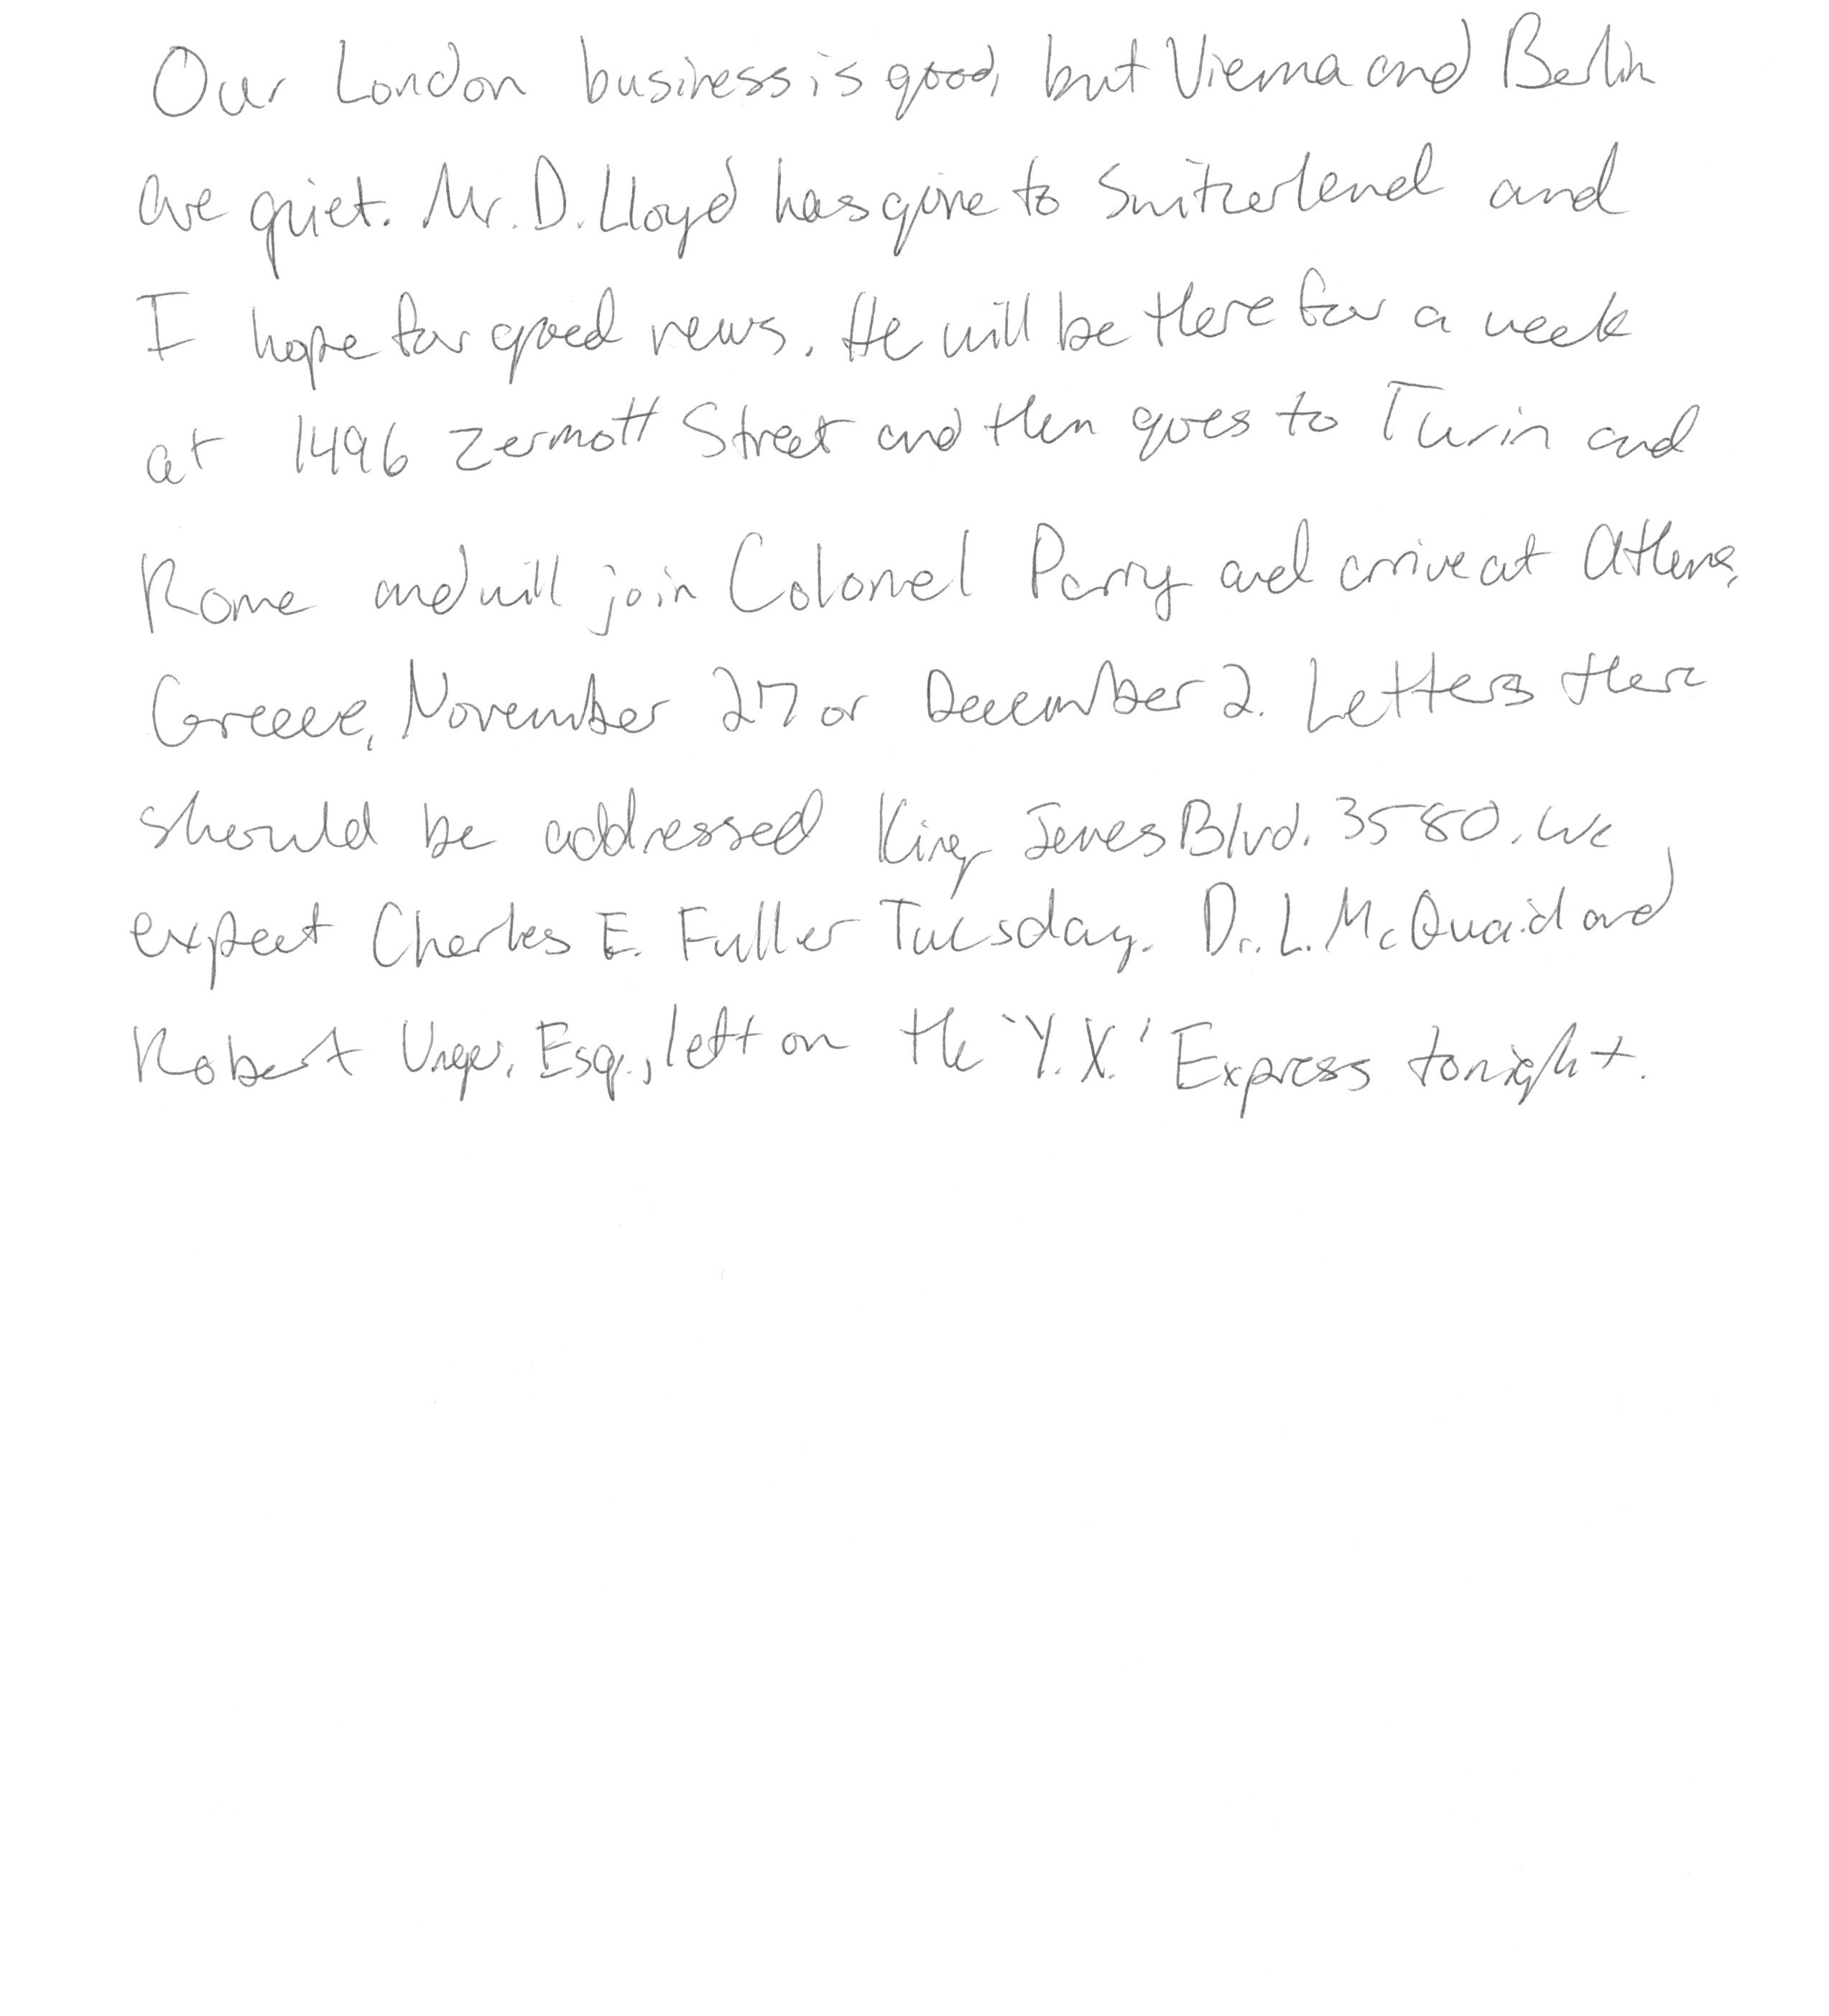 Our London business is good, but Vienna and Berlin
are quiet. Mr. D. Lloyd has gone to Switzerland and
I hope for good news. He will be there for a week
at 1496 Zermott Street and then goes to Turin and
Rome and will join Colonel Parry and arrive at Athens,
Greece, November 27 or December 2. Letters there
should be addressed King James Blvd. 3580. We
expect Charles E. Fuller Tuesday. Dr. L. McQuaid and
Robert Unger, Esq., left on the 'Y.X.' Express tonight.